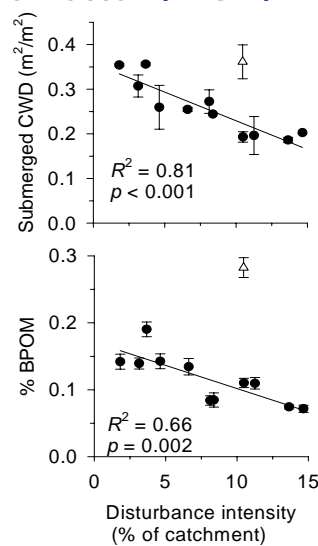 Submerged CWD (m²/m²)
0.4
0.3
0.2
0.1
0.0
R² = 0.81
p < 0.001
% BPOM
0.3
0.2
0.1
0.0
R² = 0.66
p = 0.002
0 5 10 15
Disturbance intensity
(% of catchment)